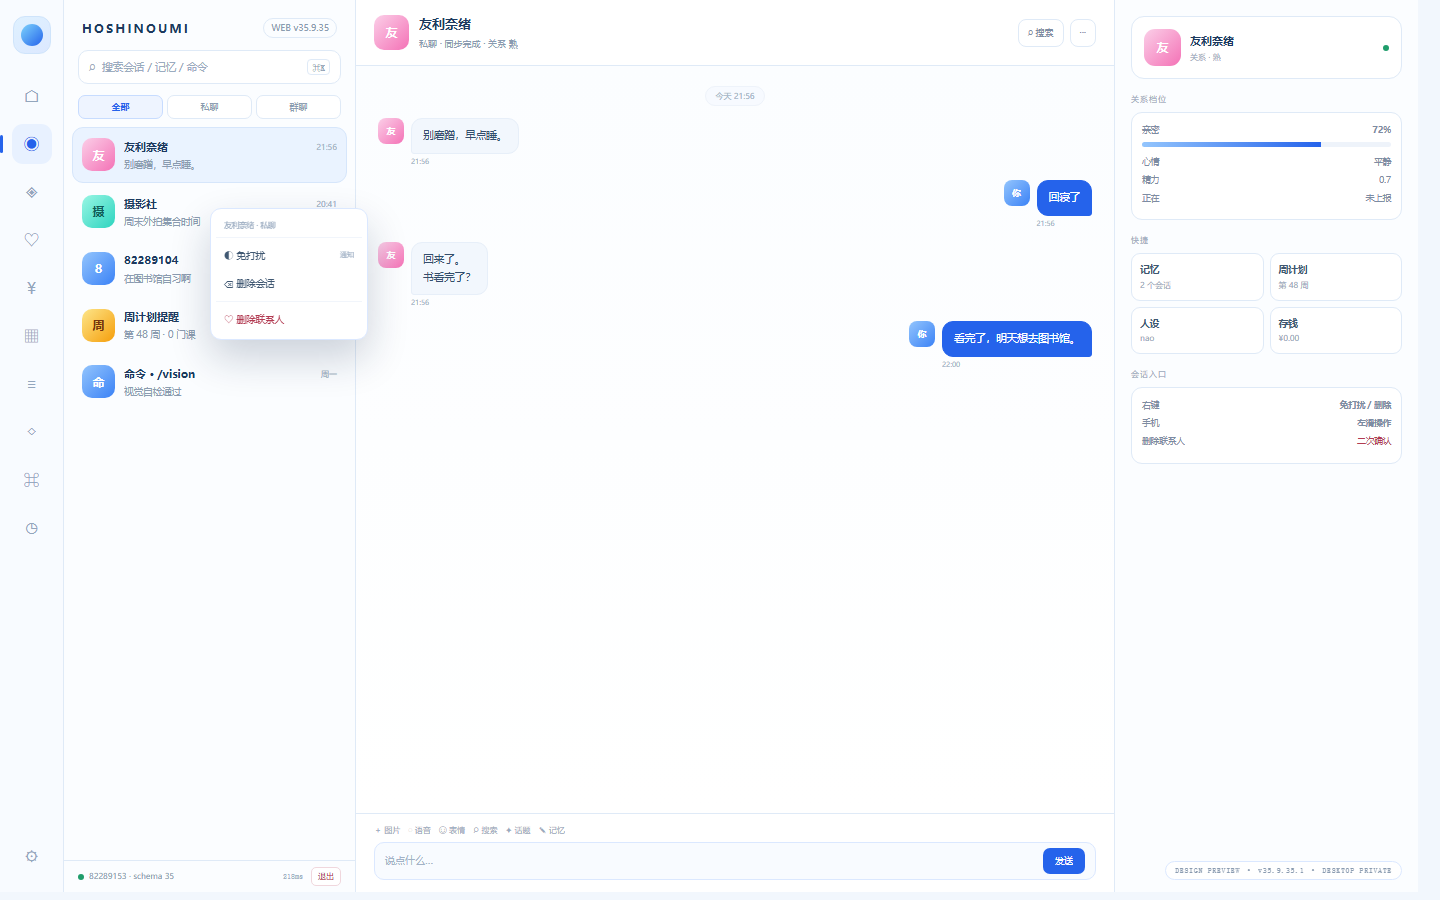 HOSHINOUMI
WEB v35.9.35
搜索会话 / 记忆 / 命令
⌘K
全部
私聊
群聊
友
友利奈绪
21:56
别磨蹭，早点睡。
摄
摄影社
20:41
周末外拍集合时间
8
82289104
在图书馆自习啊
周
周计划提醒
第 48 周 · 0 门课
命
命令 • /vision
周一
视觉自检通过
友利奈绪 · 私聊
免打扰
通知
删除会话
删除联系人
82289153 · schema 35
218ms
退出
友
友利奈绪
私聊 · 同步完成 · 关系 熟
搜索
···
今天 21:56
友
别磨蹭，早点睡。
21:56
你
回寝了
21:56
友
回来了。
书看完了？
21:56
你
看完了，明天想去图书馆。
22:00
+ 图片
语音
表情
搜索
话题
记忆
说点什么...
发送
友
友利奈绪
关系 · 熟
关系档位
亲密
72%
心情
平静
精力
0.7
正在
未上报
快捷
记忆
2 个会话
周计划
第 48 周
人设
nao
存钱
¥0.00
会话入口
右键
免打扰 / 删除
手机
左滑操作
删除联系人
二次确认
DESIGN PREVIEW • v35.9.35.1 • DESKTOP PRIVATE